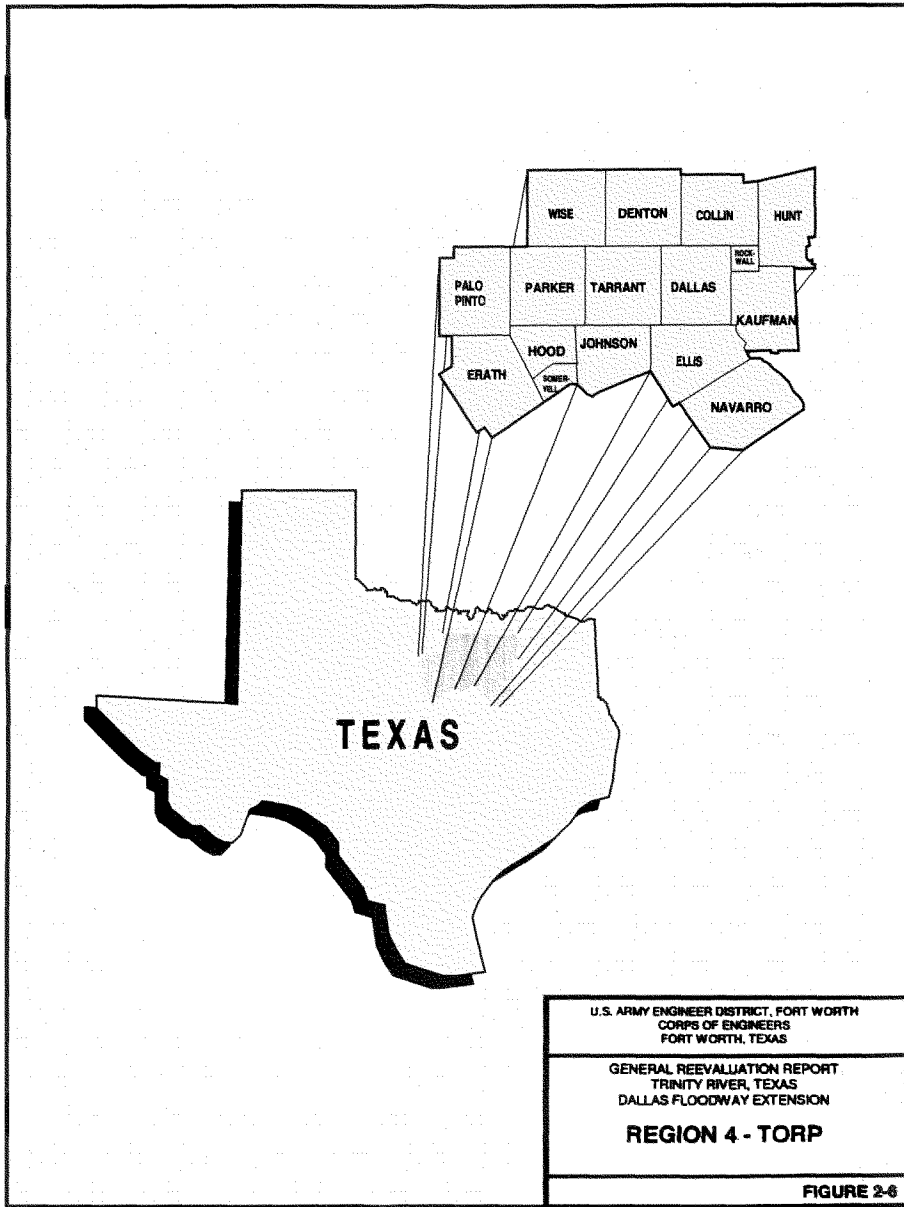 WISE
DENTON
COLLIN
HUNT
ROCK-
WALL
PALO
PINTO
PARKER
TARRANT
DALLAS
KAUFMAN
HOOD
JOHNSON
ELLIS
ERATH
SOMER-
VELL
NAVARRO
TEXAS
U.S. ARMY ENGINEER DISTRICT, FORT WORTH
CORPS OF ENGINEERS
FORT WORTH, TEXAS
GENERAL REEVALUATION REPORT
TRINITY RIVER, TEXAS
DALLAS FLOODWAY EXTENSION
REGION 4 - TORP
FIGURE 2-6